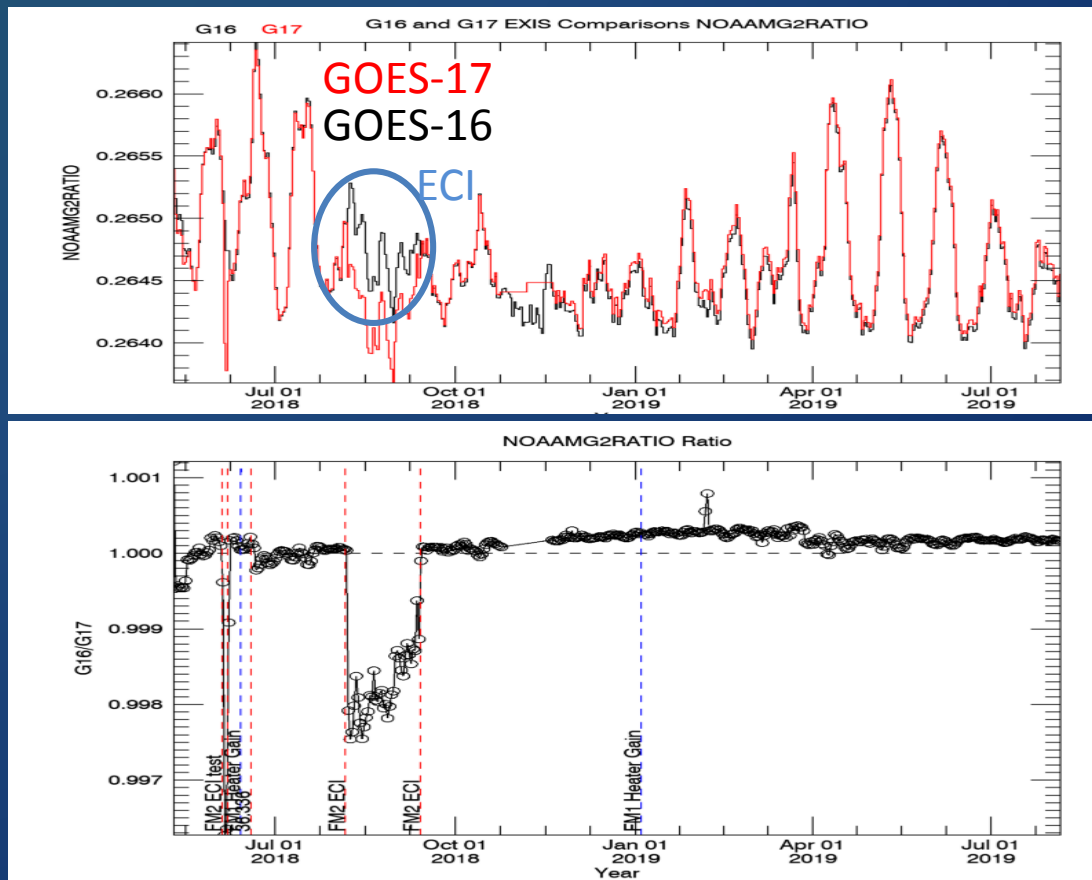 G16 G17 G16 and G17 EXIS Comparisons NOAAMG2RATIO
GOES-17
GOES-16
ECI
NOAAMG2RATIO
0.2660
0.2655
0.2650
0.2645
0.2640
Jul 01 Oct 01 Jan 01 Apr 01 Jul 01
2018 2018 2019 2019 2019
NOAAMG2RATIO Ratio
G16/G17
1.001
1.000
0.999
0.998
0.997
FM2 ECI test
FM1 Heater Gain
FM2 ECI
FM2 ECI
FM1 Heater Gain
Jul 01 Oct 01 Jan 01 Apr 01 Jul 01
2018 2018 2019 2019 2019
Year